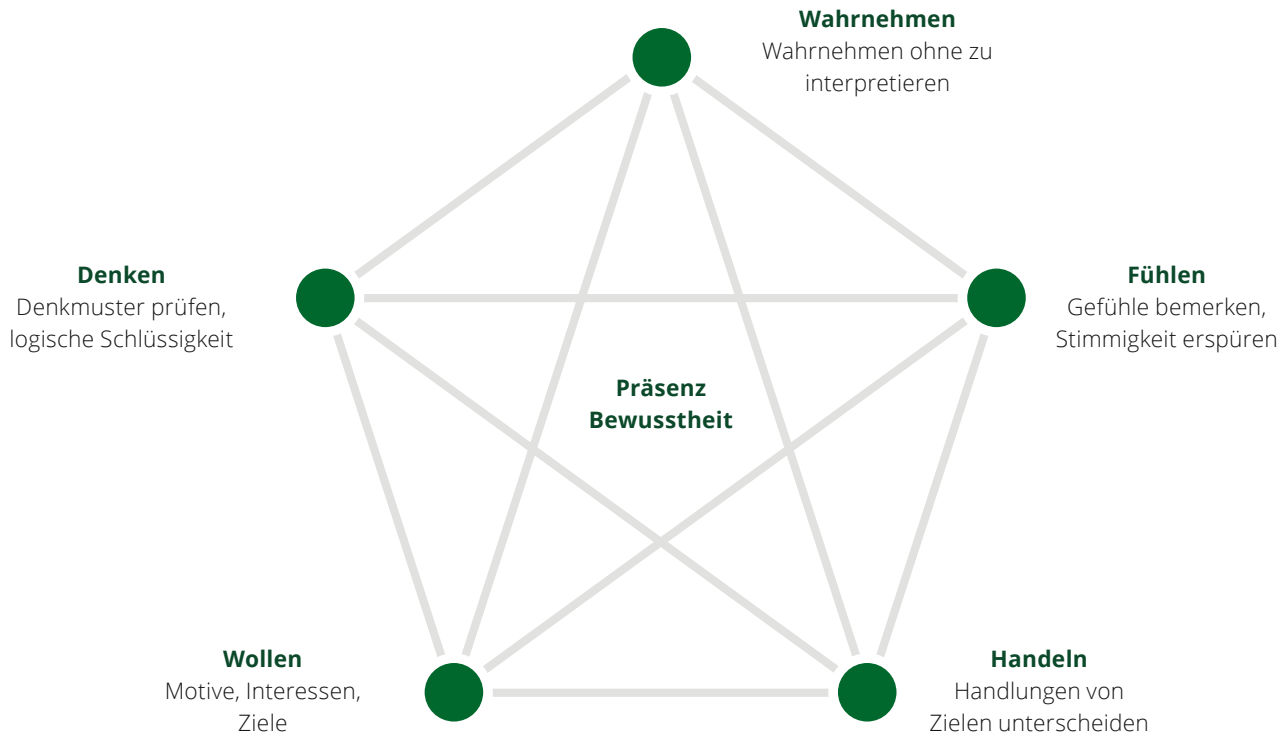 Wahrnehmen
Wahrnehmen ohne zu
interpretieren
Denken
Denkmuster prüfen,
logische Schlüssigkeit
Fühlen
Gefühle bemerken,
Stimmigkeit erspüren
Präsenz
Bewusstheit
Wollen
Motive, Interessen,
Ziele
Handeln
Handlungen von
Zielen unterscheiden